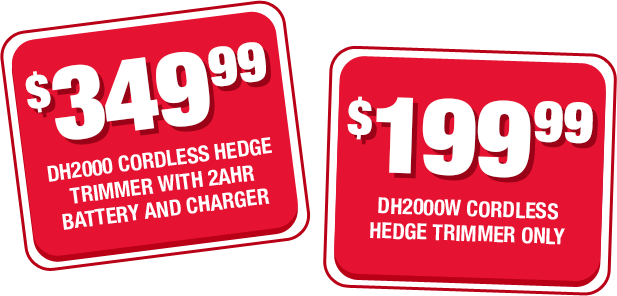 $349.99
DH2000 CORDLESS HEDGE
TRIMMER WITH 2AHR
BATTERY AND CHARGER
$199.99
DH2000W CORDLESS
HEDGE TRIMMER ONLY